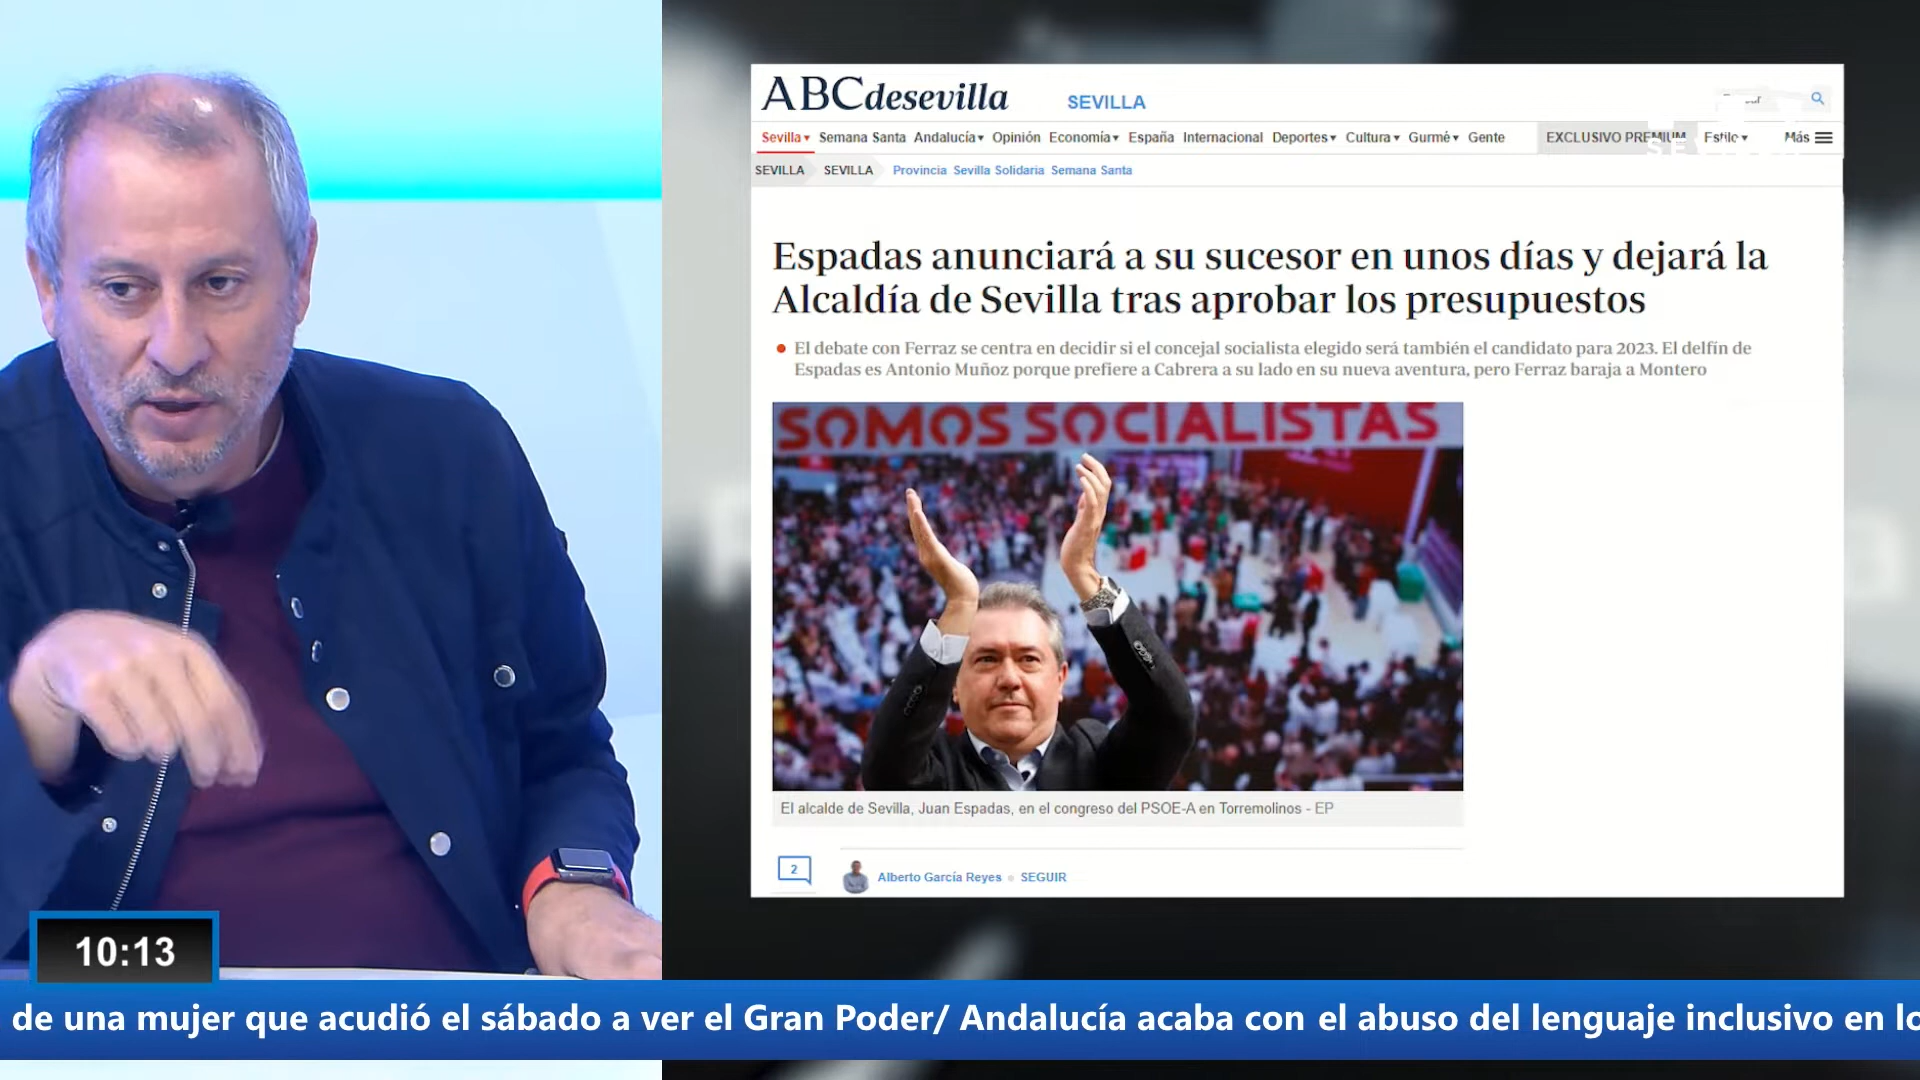 ABCdesevilla
SEVILLA
Sevilla Semana Santa Andalucía Opinión Economía España Internacional Deportes Cultura Gurmé Gente EXCLUSIVO PREMIUM Estilo Más
SEVILLA SEVILLA Provincia Sevilla Solidaria Semana Santa
Espadas anunciará a su sucesor en unos días y dejará la
Alcaldía de Sevilla tras aprobar los presupuestos
El debate con Ferraz se centra en decidir si el concejal socialista elegido será también el candidato para 2023. El delfín de
Espadas es Antonio Muñoz porque prefiere a Cabrera a su lado en su nueva aventura, pero Ferraz baraja a Montero
SOMOS SOCIALISTAS
El alcalde de Sevilla, Juan Espadas, en el congreso del PSOE-A en Torremolinos - EP
2
Alberto García Reyes SEGUIR
10:13
de una mujer que acudió el sábado a ver el Gran Poder/ Andalucía acaba con el abuso del lenguaje inclusivo en lo